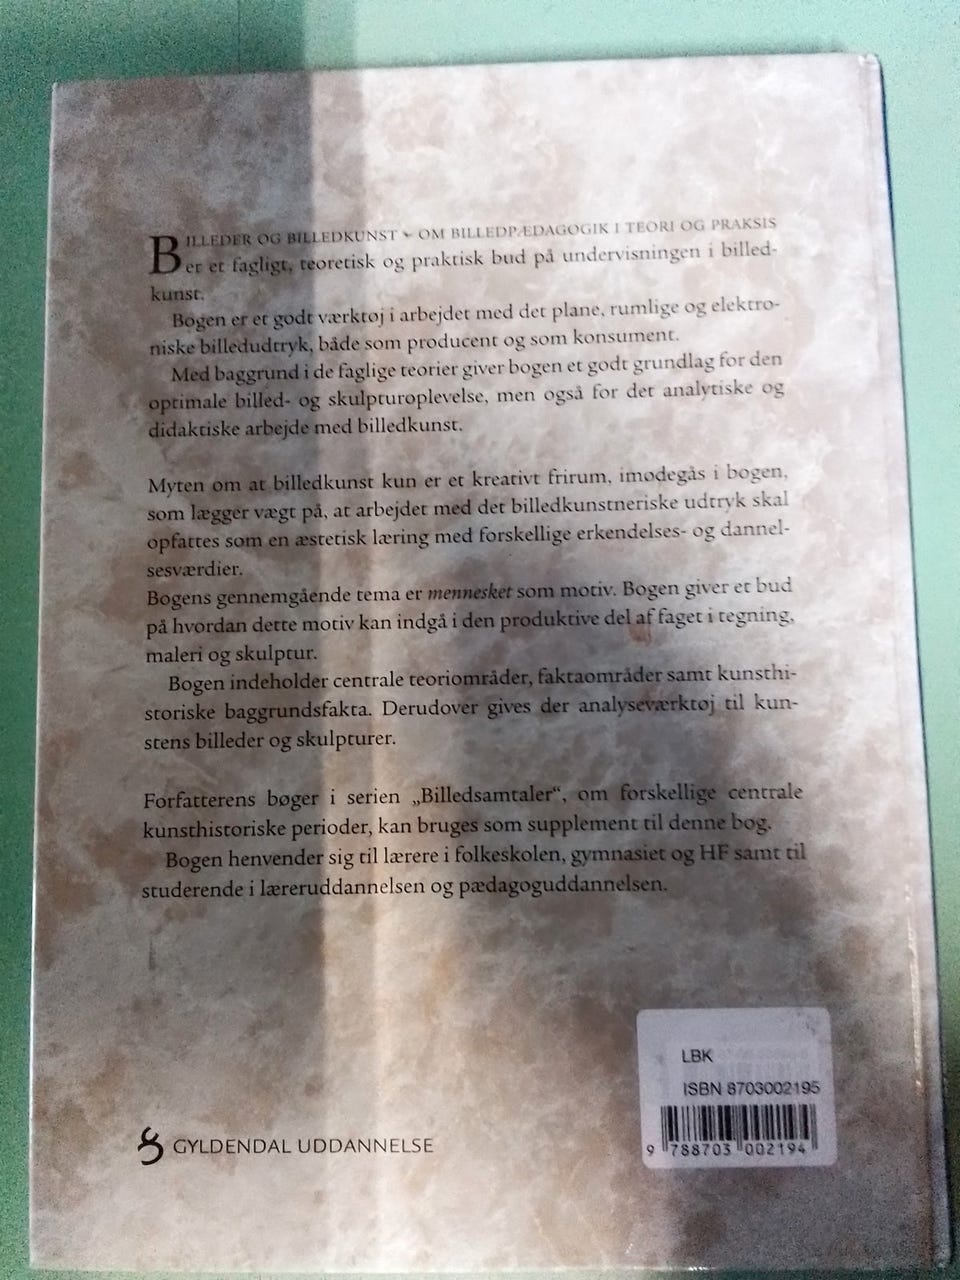 BILLEDER OG BILLEDKUNST – OM BILLEDPÆDAGOGIK I TEORI OG PRAKSIS
er et fagligt, teoretisk og praktisk bud på undervisningen i billed-
kunst.
Bogen er et godt værktøj i arbejdet med det plane, rumlige og elektro-
niske billedudtryk, både som producent og som konsument.
Med baggrund i de faglige teorier giver bogen et godt grundlag for den
optimale billed- og skulpturoplevelse, men også for det analytiske og
didaktiske arbejde med billedkunst.
Myten om at billedkunst kun er et kreativt frirum, imødegås i bogen,
som lægger vægt på, at arbejdet med det billedkunstneriske udtryk skal
opfattes som en æstetisk læring med forskellige erkendelses- og dannel-
sesværdier.
Bogens gennemgående tema er mennesket som motiv. Bogen giver et bud
på hvordan dette motiv kan indgå i den produktive del af faget i tegning,
maleri og skulptur.
Bogen indeholder centrale teoriområder, faktaområder samt kunsthi-
storiske baggrundsfakta. Derudover gives der analyseværktøj til kun-
stens billeder og skulpturer.
Forfatterens bøger i serien „Billedsamtaler“, om forskellige centrale
kunsthistoriske perioder, kan bruges som supplement til denne bog.
Bogen henvender sig til lærere i folkeskolen, gymnasiet og HF samt til
studerende i læreruddannelsen og pædagoguddannelsen.
LBK
ISBN 8703002195
9 788703 002194
GYLDENDAL UDDANNELSE